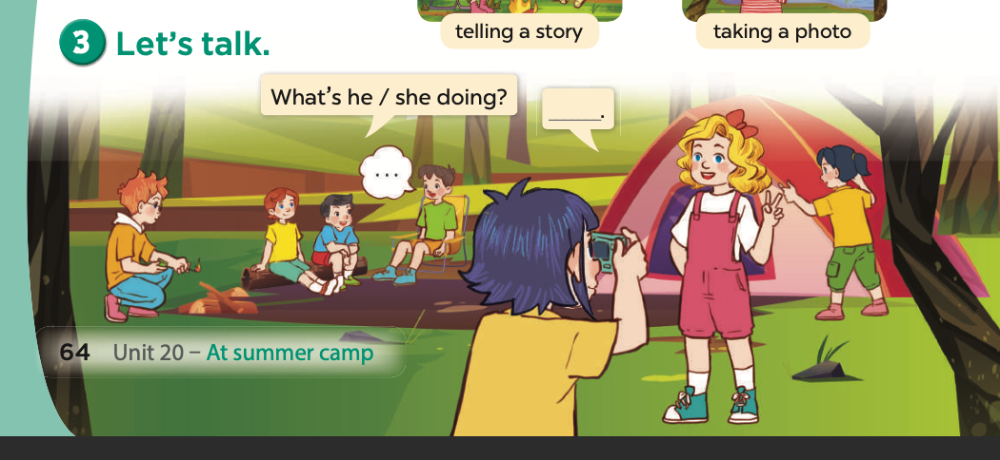 telling a story
taking a photo
3 Let's talk.
What's he / she doing?
_____.
...
64 Unit 20 – At summer camp